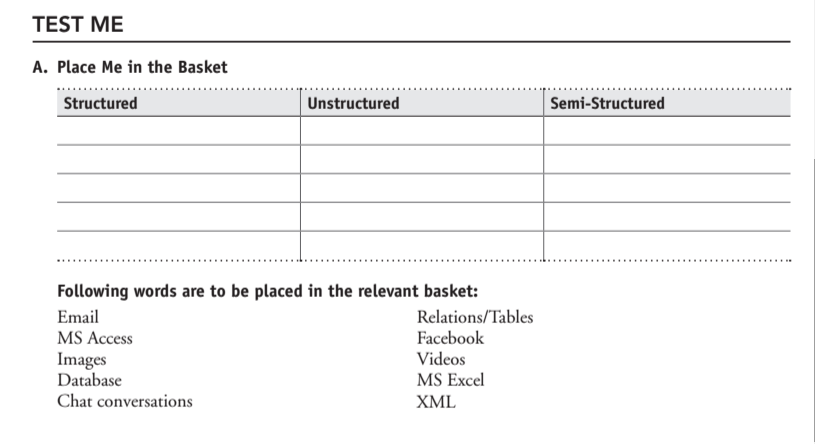 TEST ME
A. Place Me in the Basket
Structured Unstructured Semi-Structured
Following words are to be placed in the relevant basket:
Email Relations/Tables
MS Access Facebook
Images Videos
Database MS Excel
Chat conversations XML